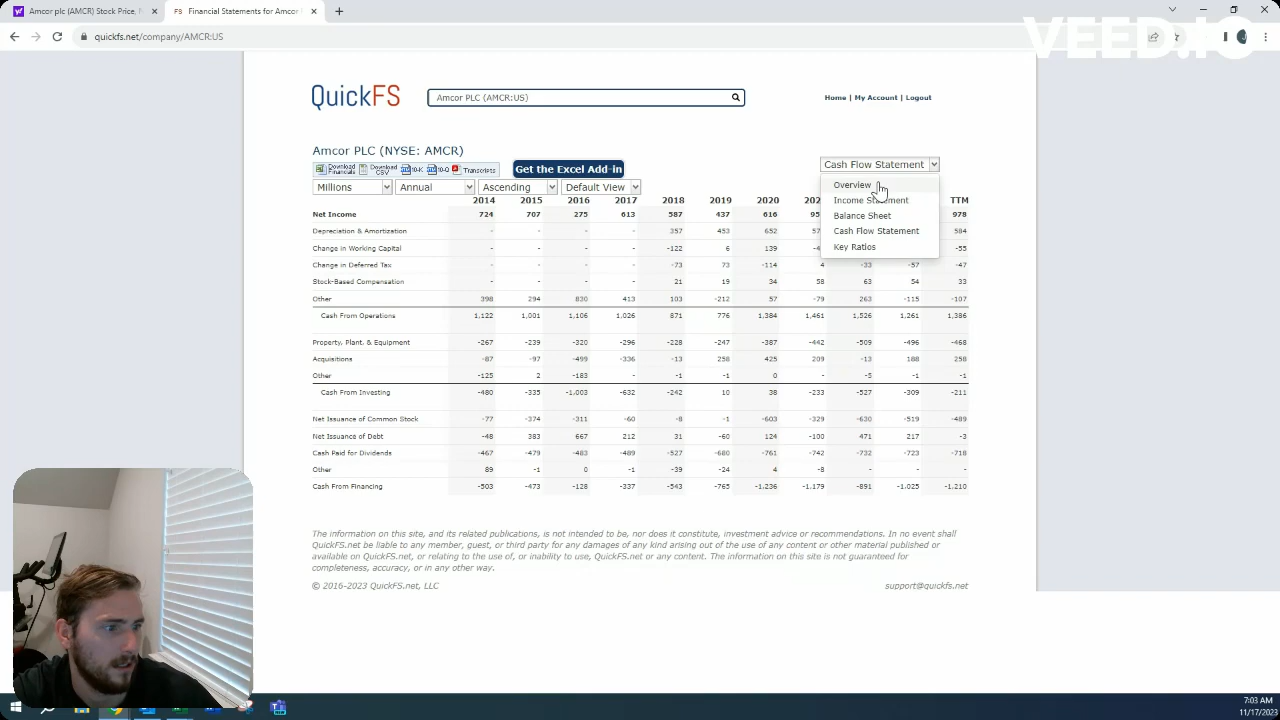 Amcor plc (AMCR) Stock Price, N
Financial Statements for Amcor
quickfs.net/company/AMCR:US
VEED.IO
QuickFS
Amcor PLC (AMCR:US)
Home | My Account | Logout
Amcor PLC (NYSE: AMCR)
Download Financials Download CSV 10-K 10-Q Transcripts
Get the Excel Add-in
Cash Flow Statement
Millions Annual Ascending Default View
Overview
Income Statement
Balance Sheet
Cash Flow Statement
Key Ratios
2014 2015 2016 2017 2018 2019 2020 TTM
Net Income 724 707 275 613 587 437 616 978
Depreciation & Amortization - - - - 357 453 652 584
Change in Working Capital - - - - -122 6 139 -55
Change in Deferred Tax - - - - -73 73 -114 4 -33 -57 -47
Stock-Based Compensation - - - - 21 19 34 58 63 54 33
Other 398 294 830 413 103 -212 57 -79 263 -115 -107
Cash From Operations 1,122 1,001 1,106 1,026 871 776 1,384 1,461 1,526 1,261 1,386
Property, Plant, & Equipment -267 -239 -320 -296 -228 -247 -387 -442 -509 -496 -468
Acquisitions -87 -97 -499 -336 -13 258 425 209 -13 188 258
Other -125 2 -183 - -1 -1 0 - -5 -1 -1
Cash From Investing -480 -335 -1,003 -632 -242 10 38 -233 -527 -309 -211
Net Issuance of Common Stock -77 -374 -311 -60 -8 -1 -603 -329 -630 -519 -489
Net Issuance of Debt -48 383 667 212 31 -60 124 -100 471 217 -3
Cash Paid for Dividends -467 -479 -483 -489 -527 -680 -761 -742 -732 -723 -718
Other 89 -1 0 -1 -39 -24 4 -8 - - -
Cash From Financing -503 -473 -128 -337 -543 -765 -1,236 -1,179 -891 -1,025 -1,210
The information on this site, and its related publications, is not intended to be, nor does it constitute, investment advice or recommendations. In no event shall
QuickFS.net be liable to any member, guest, or third party for any damages of any kind arising out of the use of any content or other material published or
available on QuickFS.net, or relating to the use of, or inability to use, QuickFS.net or any content. The information on this site is not guaranteed for
completeness, accuracy, or in any other way.
© 2016-2023 QuickFS.net, LLC support@quickfs.net
7:03 AM
11/17/2023